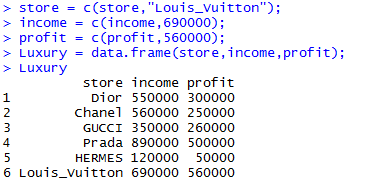 > store = c(store,"Louis_Vuitton");
> income = c(income,690000);
> profit = c(profit,560000);
> Luxury = data.frame(store,income,profit);
> Luxury
          store income profit
1          Dior 550000 300000
2        Chanel 560000 250000
3         GUCCI 350000 260000
4         Prada 890000 500000
5        HERMES 120000  50000
6 Louis_Vuitton 690000 560000